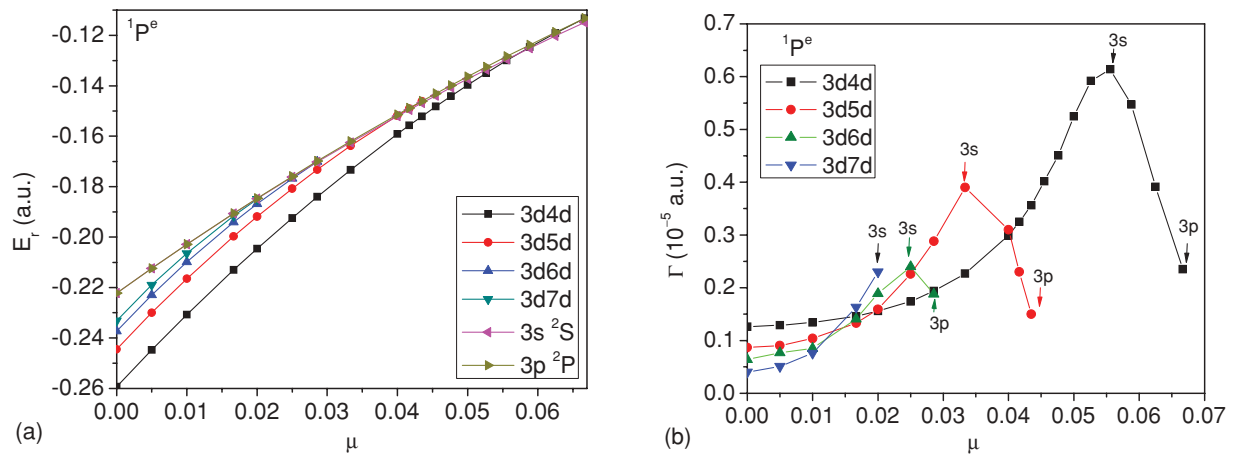 ¹Pᵉ
E_r (a.u.)
-0.12
-0.14
-0.16
-0.18
-0.20
-0.22
-0.24
-0.26
3d4d
3d5d
3d6d
3d7d
3s ²S
3p ²P
0.00 0.01 0.02 0.03 0.04 0.05 0.06
μ
(a)
¹Pᵉ
Γ (10⁻⁵ a.u.)
0.7
0.6
0.5
0.4
0.3
0.2
0.1
0.0
3d4d
3d5d
3d6d
3d7d
3s
3s
3s
3s
3p
3p
3p
0.00 0.01 0.02 0.03 0.04 0.05 0.06 0.07
μ
(b)